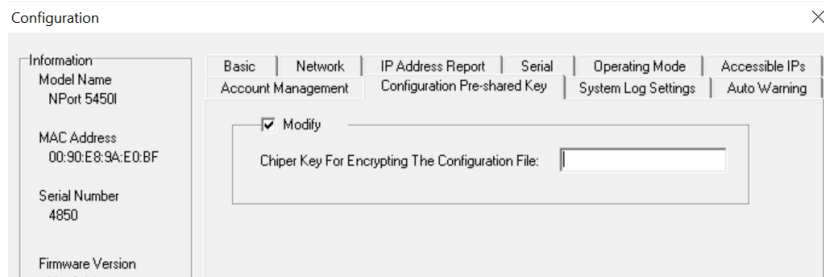 Configuration
Information
Model Name
NPort 5450I
MAC Address
00:90:E8:9A:E0:BF
Serial Number
4850
Firmware Version
Basic Network IP Address Report Serial Operating Mode Accessible IPs
Account Management Configuration Pre-shared Key System Log Settings Auto Warning
Modify
Chiper Key For Encrypting The Configuration File: